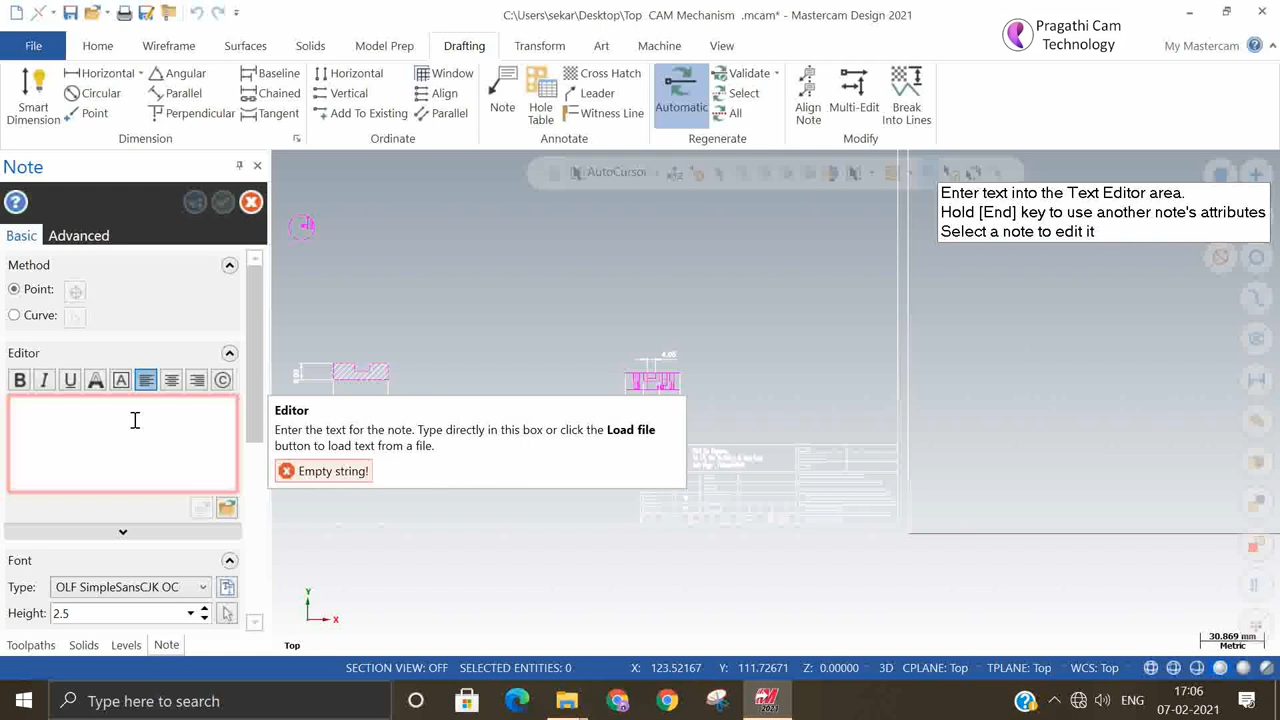 C:\Users\sekar\Desktop\Top CAM Mechanism .mcam* - Mastercam Design 2021
Pragathi Cam
Technology
File Home Wireframe Surfaces Solids Model Prep Drafting Transform Art Machine View My Mastercam
Horizontal Angular Baseline Horizontal Window Cross Hatch Validate
Circular Parallel Chained Vertical Align Leader Select
Point Perpendicular Tangent Add To Existing Parallel Witness Line All
Smart
Dimension
Note
Hole
Table
Automatic
Align
Note
Multi-Edit
Break
Into Lines
Dimension Ordinate Annotate Regenerate Modify
Note
AutoCursor
Enter text into the Text Editor area.
Hold [End] key to use another note's attributes
Select a note to edit it
Basic Advanced
Method
Point:
Curve:
Editor
B I U A A ©
4.05
Editor
Enter the text for the note. Type directly in this box or click the Load file
button to load text from a file.
Empty string!
Font
Type: OLF SimpleSansCJK OC
Height: 2.5
Y
X
Toolpaths Solids Levels Note
Top
30.869 mm
Metric
SECTION VIEW: OFF SELECTED ENTITIES: 0 X: 123.52167 Y: 111.72671 Z: 0.00000 3D CPLANE: Top TPLANE: Top WCS: Top
Type here to search
ENG
17:06
07-02-2021